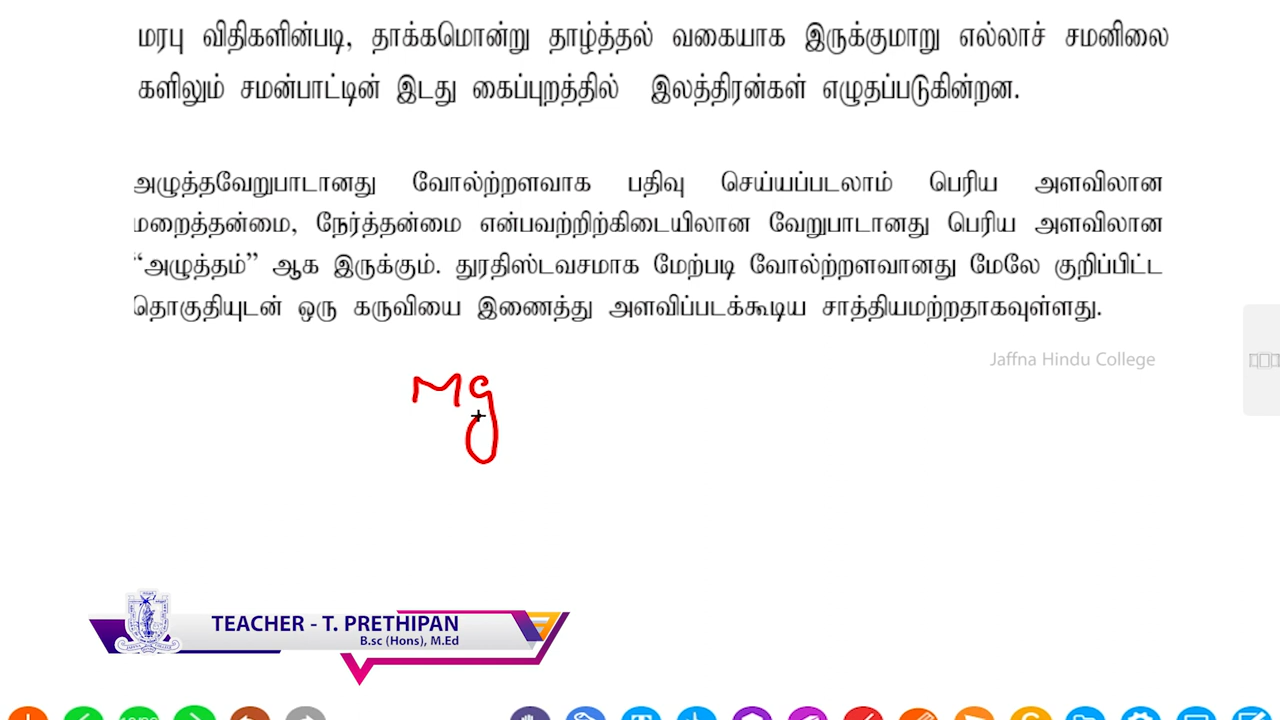 மரபு விதிகளின்படி, தாக்கமொன்று தாழ்த்தல் வகையாக இருக்குமாறு எல்லாச் சமனிலை
களிலும் சமன்பாட்டின் இடது கைப்புறத்தில் இலத்திரன்கள் எழுதப்படுகின்றன.
அழுத்தவேறுபாடானது வோல்ற்றளவாக பதிவு செய்யப்படலாம் பெரிய அளவிலான
மறைத்தன்மை, நேர்த்தன்மை என்பவற்றிற்கிடையிலான வேறுபாடானது பெரிய அளவிலான
“அழுத்தம்” ஆக இருக்கும். துரதிஸ்டவசமாக மேற்படி வோல்ற்றளவானது மேலே குறிப்பிட்ட
தொகுதியுடன் ஒரு கருவியை இணைத்து அளவிப்படக்கூடிய சாத்தியமற்றதாகவுள்ளது.
Jaffna Hindu College
Mg
TEACHER - T. PRETHIPAN
B.sc (Hons), M.Ed